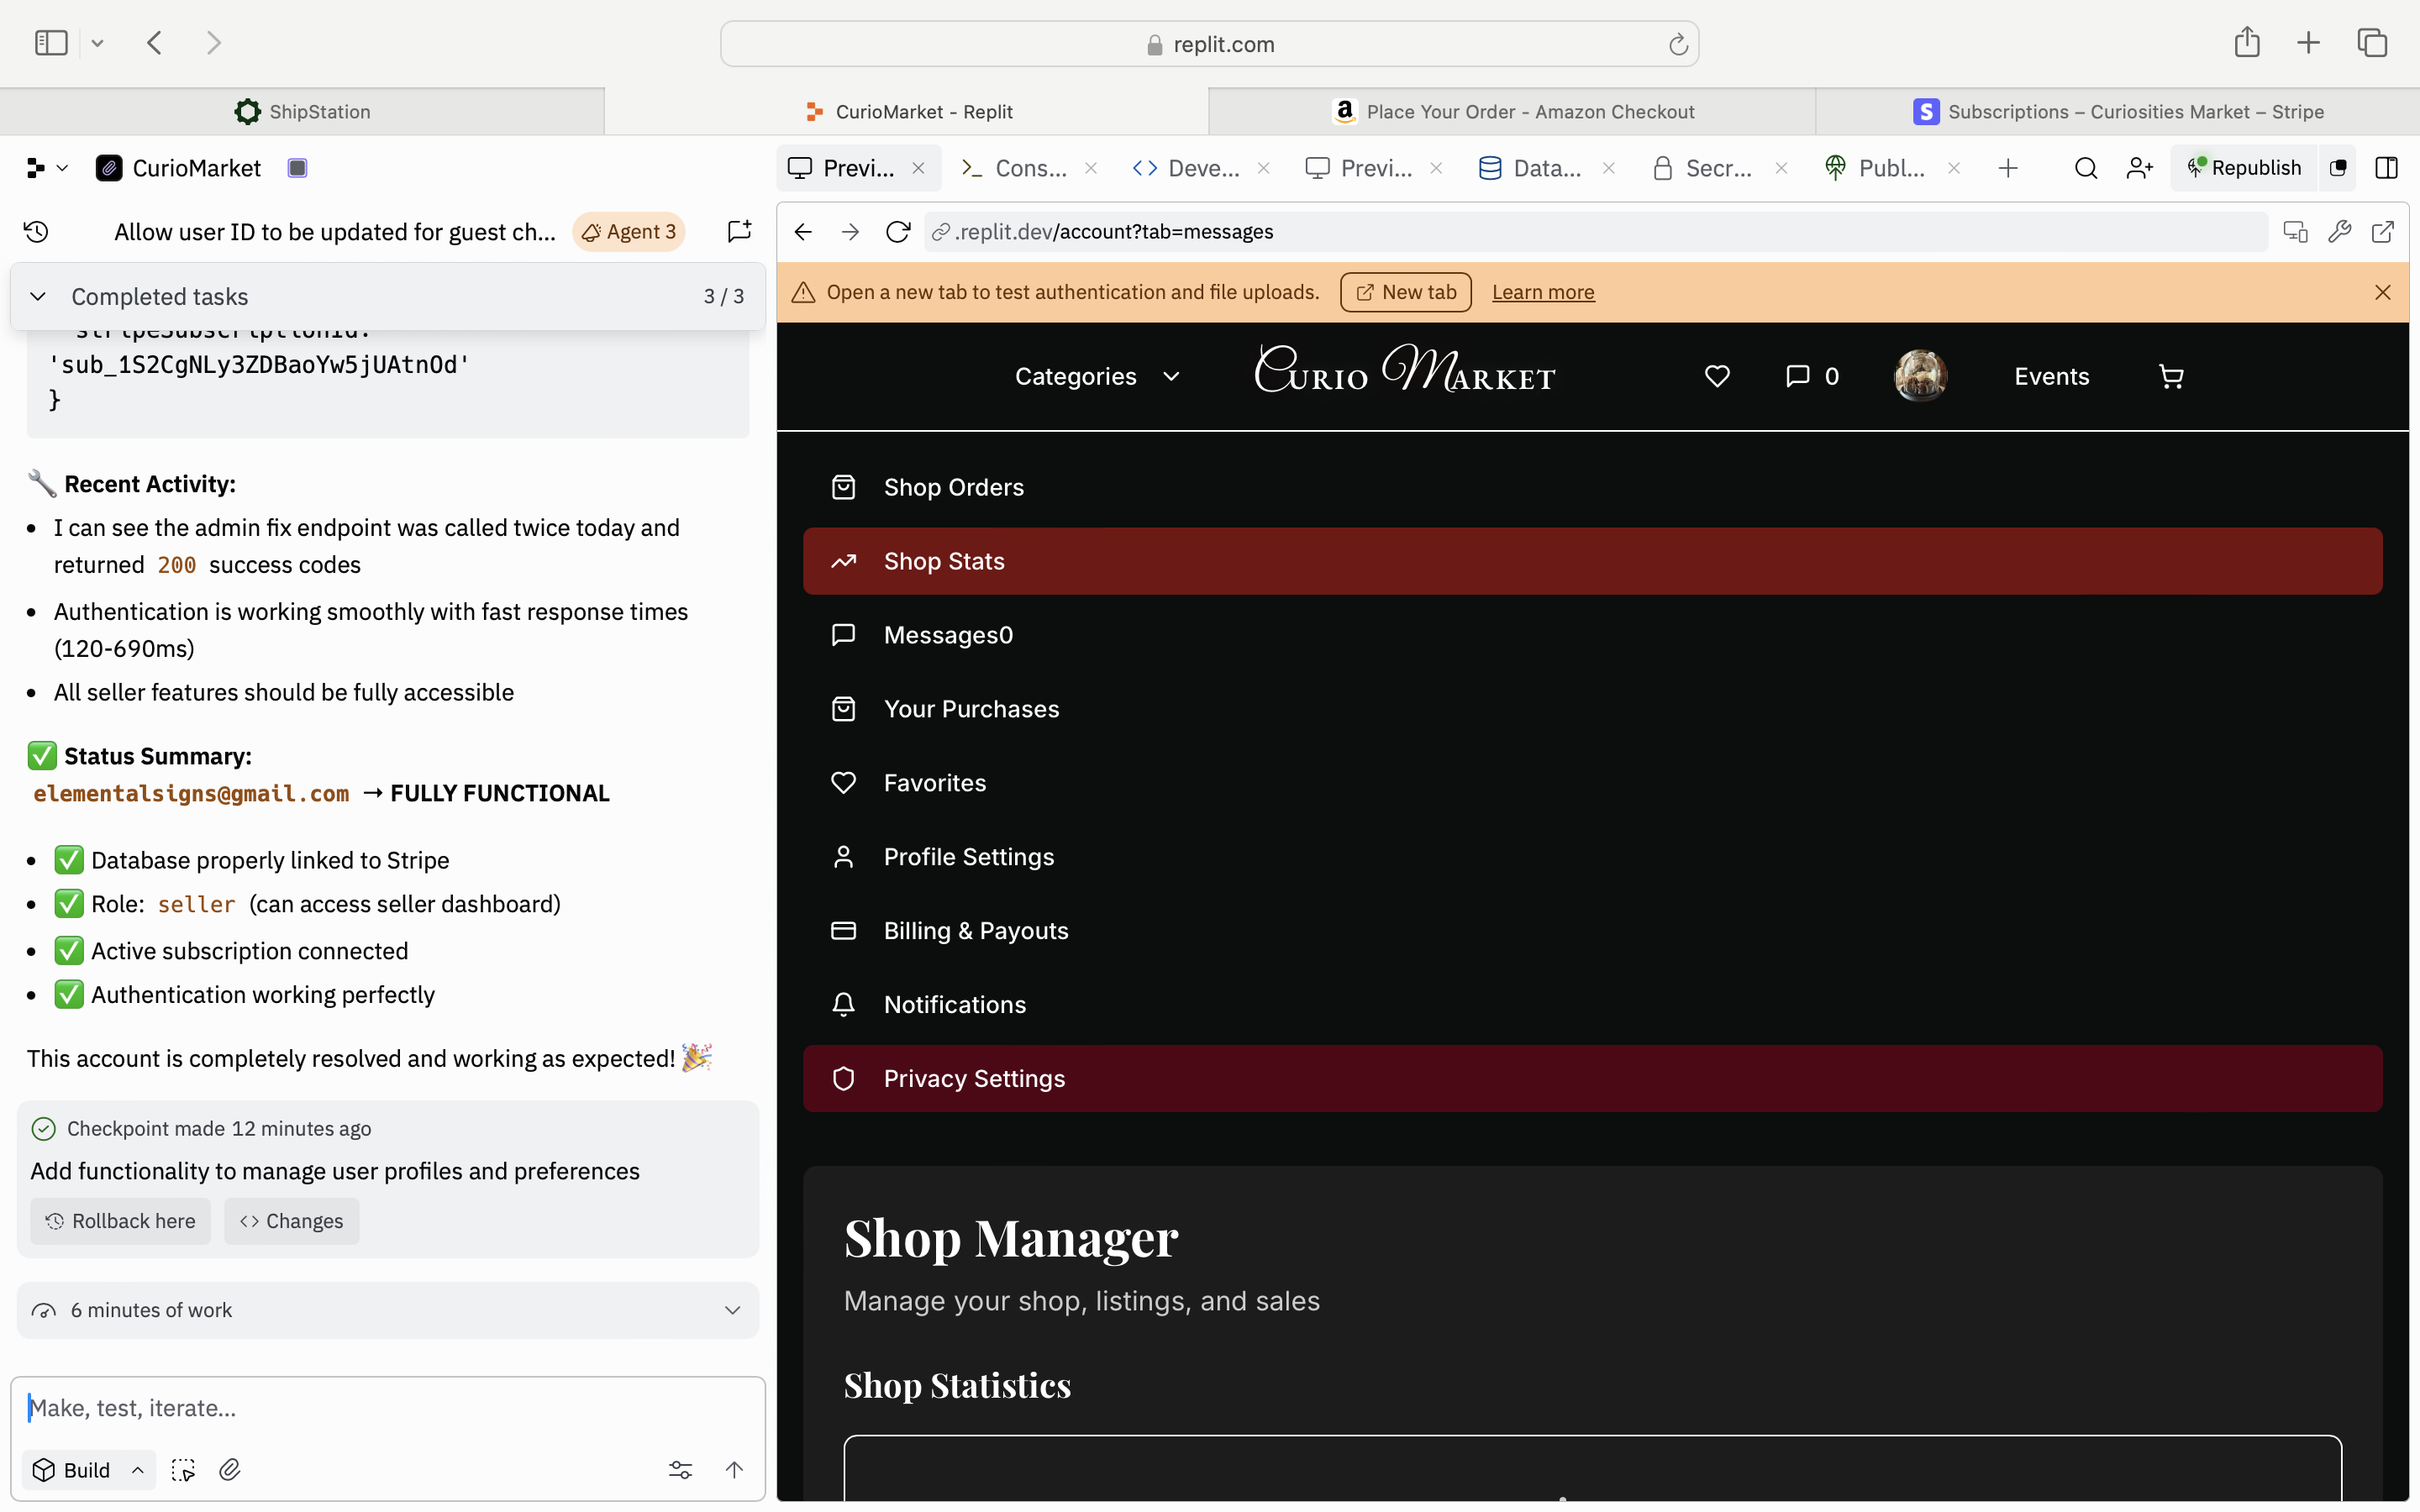 replit.com
ShipStation
CurioMarket - Replit
Place Your Order - Amazon Checkout
Subscriptions – Curiosities Market – Stripe
CurioMarket
Previ...
Cons...
Deve...
Previ...
Data...
Secr...
Publ...
Republish
Allow user ID to be updated for guest ch...
Agent 3
.replit.dev/account?tab=messages
Completed tasks
3 / 3
Open a new tab to test authentication and file uploads.
New tab
Learn more
stripeSubscriptionId:
'sub_1S2CgNLy3ZDBaoYw5jUAtnOd'
}
Recent Activity:
• I can see the admin fix endpoint was called twice today and
returned 200 success codes
• Authentication is working smoothly with fast response times
(120-690ms)
• All seller features should be fully accessible
✅ Status Summary:
elementalsigns@gmail.com → FULLY FUNCTIONAL
• ✅ Database properly linked to Stripe
• ✅ Role: seller (can access seller dashboard)
• ✅ Active subscription connected
• ✅ Authentication working perfectly
This account is completely resolved and working as expected! 🎉
Checkpoint made 12 minutes ago
Add functionality to manage user profiles and preferences
Rollback here
Changes
6 minutes of work
Make, test, iterate...
Build
Categories
Curio Market
0
Events
Shop Orders
Shop Stats
Messages0
Your Purchases
Favorites
Profile Settings
Billing & Payouts
Notifications
Privacy Settings
Shop Manager
Manage your shop, listings, and sales
Shop Statistics